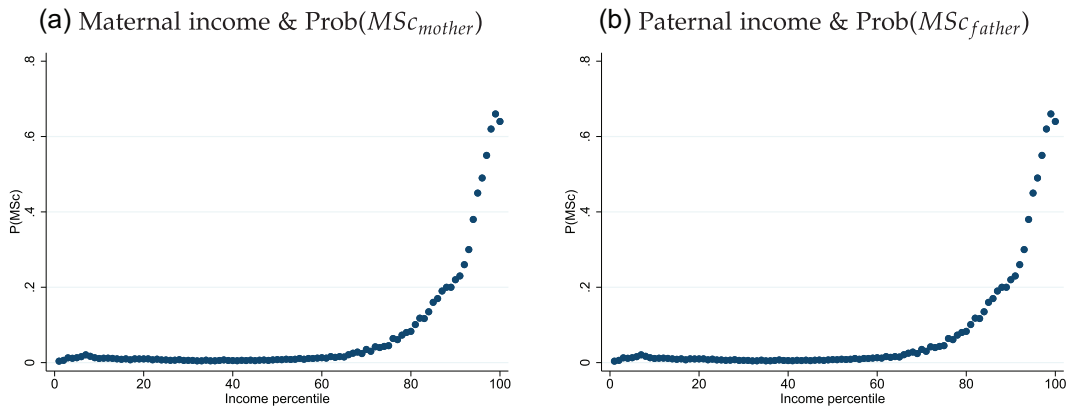 (a) Maternal income & Prob(MSc_mother)
P(MSc)
.8
.6
.4
.2
0
0 20 40 60 80 100
Income percentile
(b) Paternal income & Prob(MSc_father)
P(MSc)
.8
.6
.4
.2
0
0 20 40 60 80 100
Income percentile